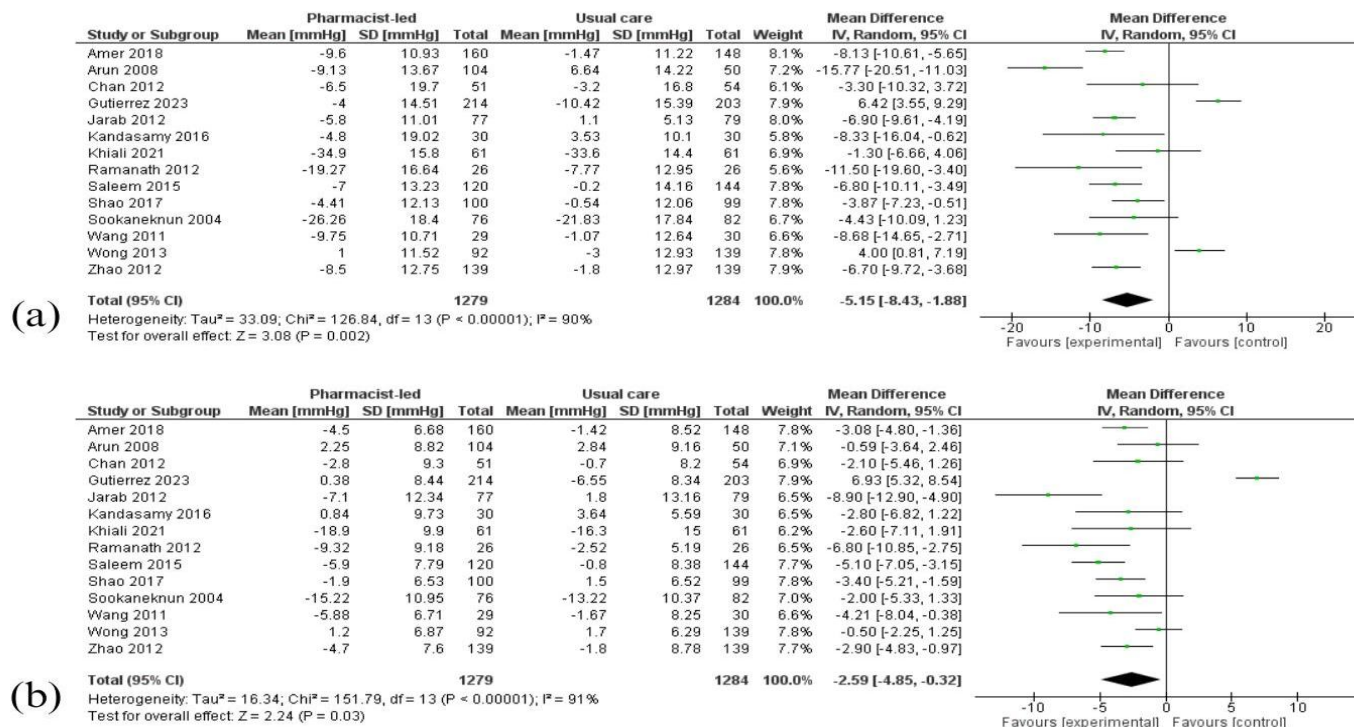 Pharmacist-led Usual care Mean Difference Mean Difference
Study or Subgroup Mean [mmHg] SD [mmHg] Total Mean [mmHg] SD [mmHg] Total Weight IV, Random, 95% CI IV, Random, 95% CI
Amer 2018 -9.6 10.93 160 -1.47 11.22 148 8.1% -8.13 [-10.61, -5.65]
Arun 2008 -9.13 13.67 104 6.64 14.22 50 7.2% -15.77 [-20.51, -11.03]
Chan 2012 -6.5 19.7 51 -3.2 16.8 54 6.0% -3.30 [-10.32, 3.72]
Gutierrez 2023 -4 14.51 214 -10.42 15.39 203 7.9% 6.42 [3.55, 9.29]
Jarab 2012 -5.8 11.01 77 1.1 5.13 79 8.0% -6.90 [-9.61, -4.19]
Kandasamy 2016 -4.8 19.02 30 3.53 10.1 30 5.8% -8.33 [-16.04, -0.62]
Khiali 2021 -34.9 15.8 61 -33.6 14.4 61 6.9% -1.30 [-6.66, 4.06]
Ramanath 2012 -19.27 16.64 26 -7.77 12.95 26 5.6% -11.50 [-19.60, -3.40]
Saleem 2015 -7 13.23 120 -0.2 14.16 144 7.8% -6.80 [-10.11, -3.49]
Shao 2017 -4.41 12.13 100 -0.54 12.06 99 7.8% -3.87 [-7.23, -0.51]
Sookaneknun 2004 -26.26 18.4 76 -21.83 17.84 82 6.7% -4.43 [-10.09, 1.23]
Wang 2011 -9.75 10.71 29 -1.07 12.64 30 6.6% -8.68 [-14.65, -2.71]
Wong 2013 1 11.52 92 -3 12.93 139 7.8% 4.00 [0.81, 7.19]
Zhao 2012 -8.5 12.75 139 -1.8 12.97 139 7.9% -6.70 [-9.72, -3.68]
Total (95% CI) 1279 1284 100.0% -5.15 [-8.43, -1.88]
(a)
Heterogeneity: Tau² = 33.09; Chi² = 126.84, df = 13 (P < 0.00001); I² = 90%
Test for overall effect: Z = 3.08 (P = 0.002)
-20 -10 0 10 20
Favours [experimental] Favours [control]
Pharmacist-led Usual care Mean Difference Mean Difference
Study or Subgroup Mean [mmHg] SD [mmHg] Total Mean [mmHg] SD [mmHg] Total Weight IV, Random, 95% CI IV, Random, 95% CI
Amer 2018 -4.5 6.68 160 -1.42 8.52 148 7.8% -3.08 [-4.80, -1.36]
Arun 2008 2.25 8.82 104 2.84 9.16 50 7.1% -0.59 [-3.64, 2.46]
Chan 2012 -2.8 9.3 51 -0.7 8.2 54 6.9% -2.10 [-5.46, 1.26]
Gutierrez 2023 0.38 8.44 214 -6.55 8.34 203 7.8% 6.93 [5.32, 8.54]
Jarab 2012 -7.1 12.34 77 1.8 13.16 79 6.5% -8.90 [-12.90, -4.90]
Kandasamy 2016 0.84 9.73 30 3.64 5.59 30 6.5% -2.80 [-6.82, 1.22]
Khiali 2021 -18.9 9.9 61 -16.3 15 61 6.2% -2.60 [-7.11, 1.91]
Ramanath 2012 -9.32 9.18 26 -2.52 5.19 26 6.5% -6.80 [-10.85, -2.75]
Saleem 2015 -5.9 7.79 120 -0.8 8.38 144 7.7% -5.10 [-7.05, -3.15]
Shao 2017 -1.9 6.53 100 1.5 6.52 99 7.8% -3.40 [-5.21, -1.59]
Sookaneknun 2004 -15.22 10.95 76 -13.22 10.37 82 7.0% -2.00 [-5.33, 1.33]
Wang 2011 -5.88 6.71 29 -1.67 8.25 30 6.6% -4.21 [-8.04, -0.38]
Wong 2013 1.2 6.87 92 1.7 6.29 139 7.8% -0.50 [-2.25, 1.25]
Zhao 2012 -4.7 7.6 139 -1.8 8.78 139 7.7% -2.90 [-4.83, -0.97]
Total (95% CI) 1279 1284 100.0% -2.59 [-4.85, -0.32]
(b)
Heterogeneity: Tau² = 16.34; Chi² = 151.79, df = 13 (P < 0.00001); I² = 91%
Test for overall effect: Z = 2.24 (P = 0.03)
-10 -5 0 5 10
Favours [experimental] Favours [control]